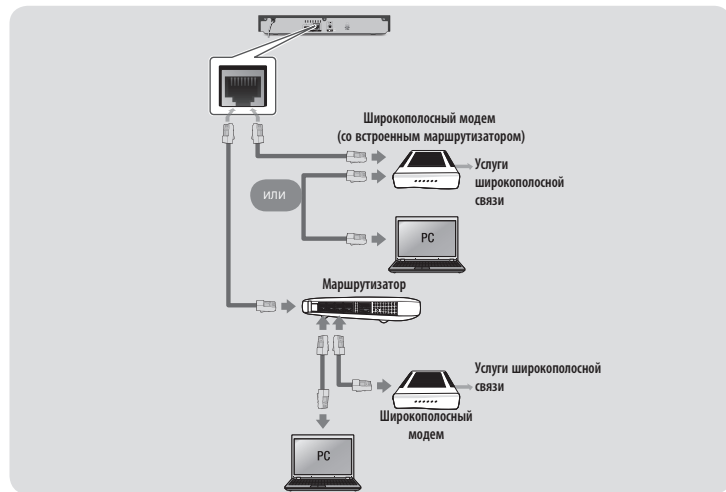 Широкополосный модем
(со встроенным маршрутизатором)
Услуги
широкополосной
связи
или
PC
Маршрутизатор
Услуги широкополосной
связи
Широкополосный
модем
PC